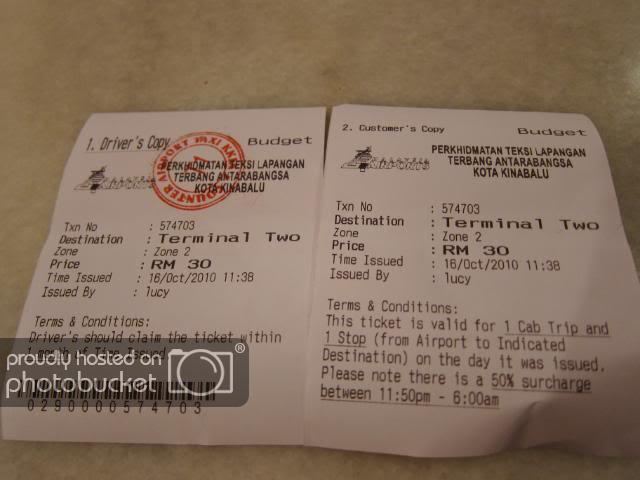 1. Driver's Copy
Budget
PERKHIDMATAN TEKSI LAPANGAN
TERBANG ANTARABANGSA
KOTA KINABALU
AIRPORT TAXI
COUNTER
Txn No : 574703
Destination : Terminal Two
Zone : Zone 2
Price : RM 30
Time Issued : 16/Oct/2010 11:38
Issued By : lucy
Terms & Conditions:
Driver's should claim the ticket within
1 month of Time Issued
0290000574703
2. Customer's Copy
Budget
PERKHIDMATAN TEKSI LAPANGAN
TERBANG ANTARABANGSA
KOTA KINABALU
Txn No : 574703
Destination : Terminal Two
Zone : Zone 2
Price : RM 30
Time Issued : 16/Oct/2010 11:38
Issued By : lucy
Terms & Conditions:
This ticket is valid for 1 Cab Trip and
1 Stop (from Airport to Indicated
Destination) on the day it was issued.
Please note there is a 50% surcharge
between 11:50pm - 6:00am
proudly hosted on
photobucket